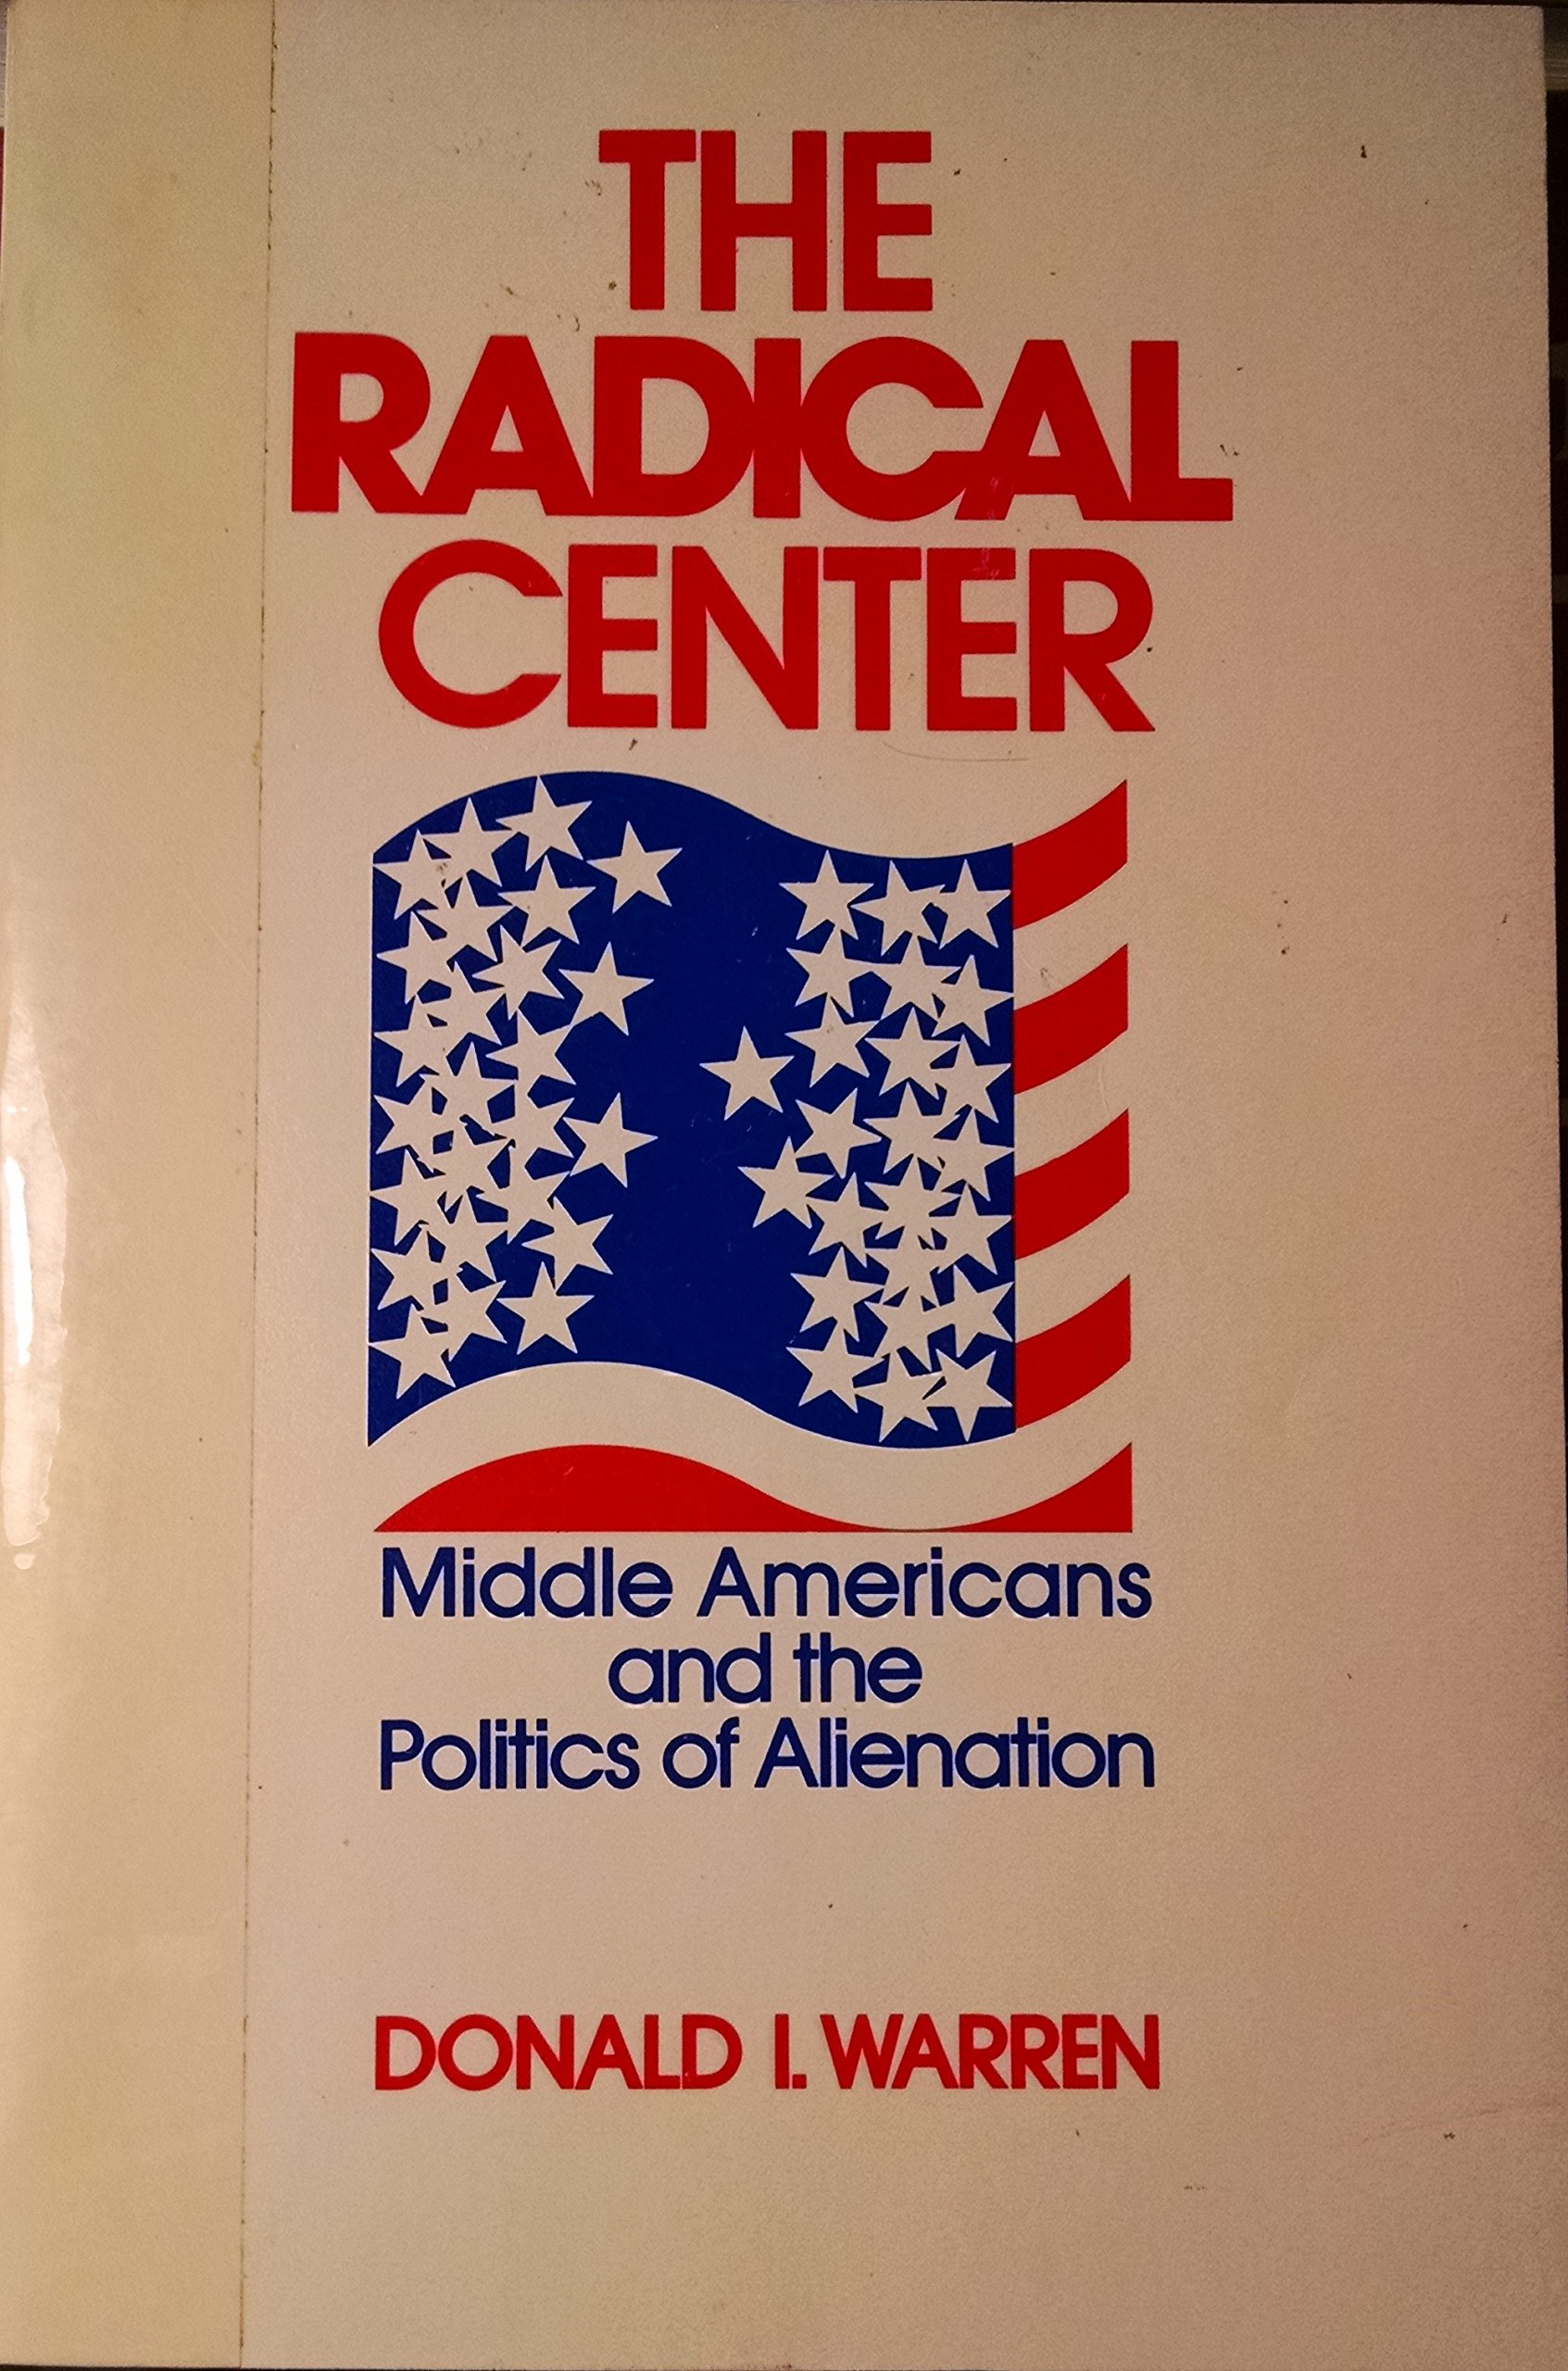 THE
RADICAL
CENTER
Middle Americans
and the
Politics of Alienation
DONALD I. WARREN